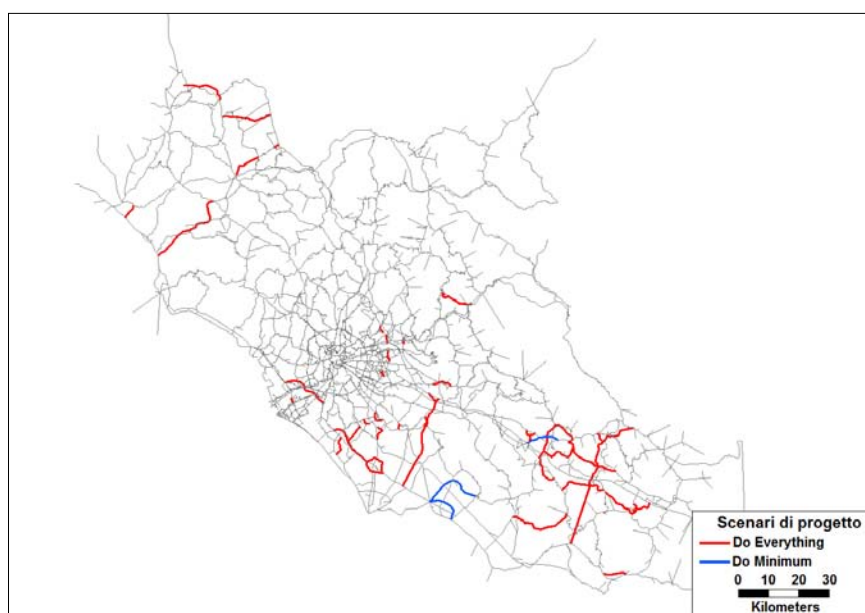 Scenari di progetto
Do Everything
Do Minimum
0 10 20 30
Kilometers